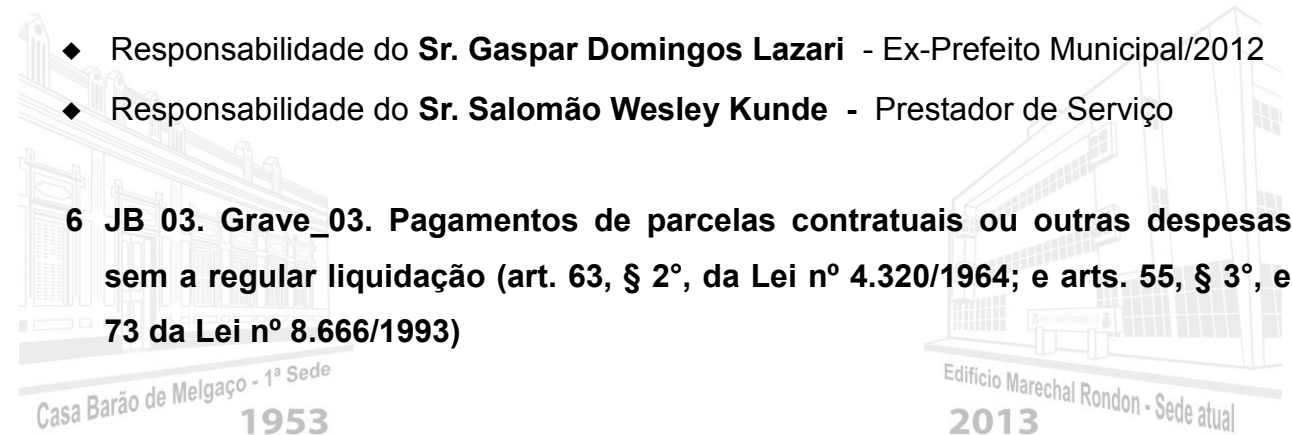 ◆ Responsabilidade do Sr. Gaspar Domingos Lazari - Ex-Prefeito Municipal/2012
◆ Responsabilidade do Sr. Salomão Wesley Kunde - Prestador de Serviço
6 JB 03. Grave_03. Pagamentos de parcelas contratuais ou outras despesas
sem a regular liquidação (art. 63, § 2°, da Lei nº 4.320/1964; e arts. 55, § 3°, e
73 da Lei nº 8.666/1993)
Casa Barão de Melgaço - 1ª Sede
1953
Edifício Marechal Rondon - Sede atual
2013